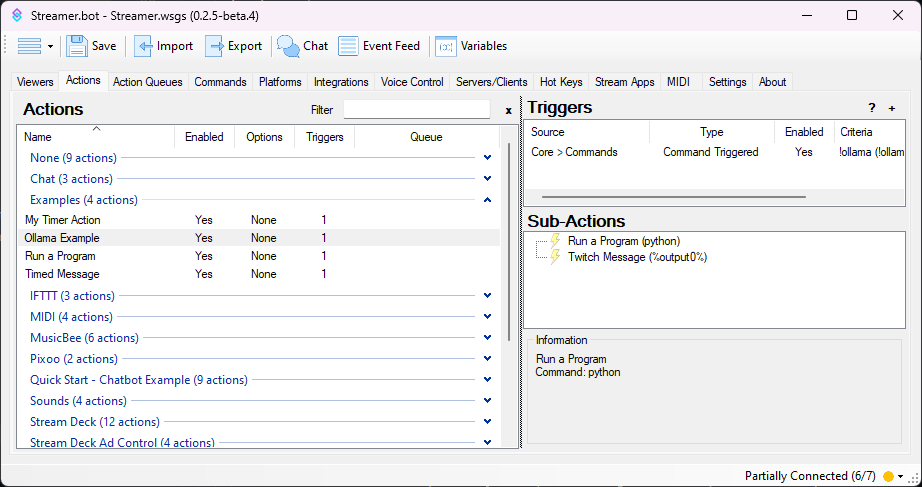 Streamer.bot - Streamer.wsgs (0.2.5-beta.4)
Save Import Export Chat Event Feed Variables
Viewers Actions Action Queues Commands Platforms Integrations Voice Control Servers/Clients Hot Keys Stream Apps MIDI Settings About
Actions Filter x
Name Enabled Options Triggers Queue
None (9 actions)
Chat (3 actions)
Examples (4 actions)
My Timer Action Yes None 1
Ollama Example Yes None 1
Run a Program Yes None 1
Timed Message Yes None 1
IFTTT (3 actions)
MIDI (4 actions)
MusicBee (6 actions)
Pixoo (2 actions)
Quick Start - Chatbot Example (9 actions)
Sounds (4 actions)
Stream Deck (12 actions)
Stream Deck Ad Control (4 actions)
Triggers ? +
Source Type Enabled Criteria
Core > Commands Command Triggered Yes !ollama (!ollam
Sub-Actions
Run a Program (python)
Twitch Message (%output0%)
Information
Run a Program
Command: python
Partially Connected (6/7)